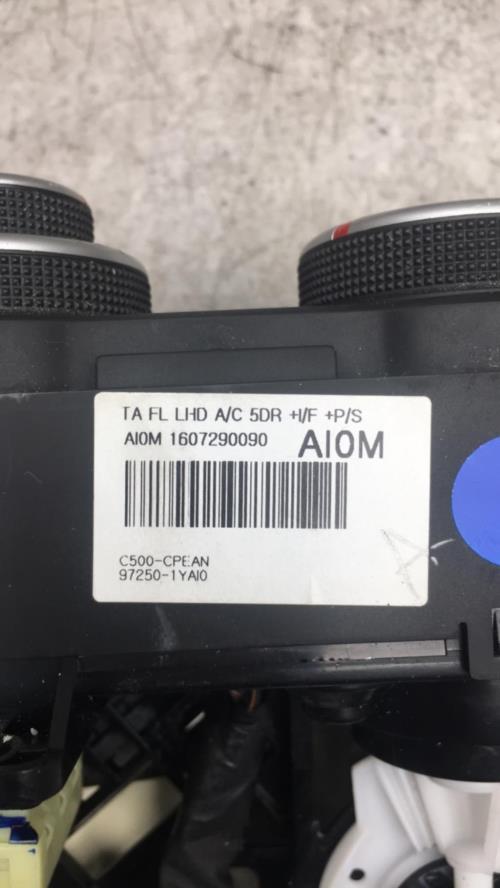 TA FL LHD A/C 5DR +I/F +P/S
AI0M 1607290090 AI0M
C500-CPEAN
97250-1YAI0